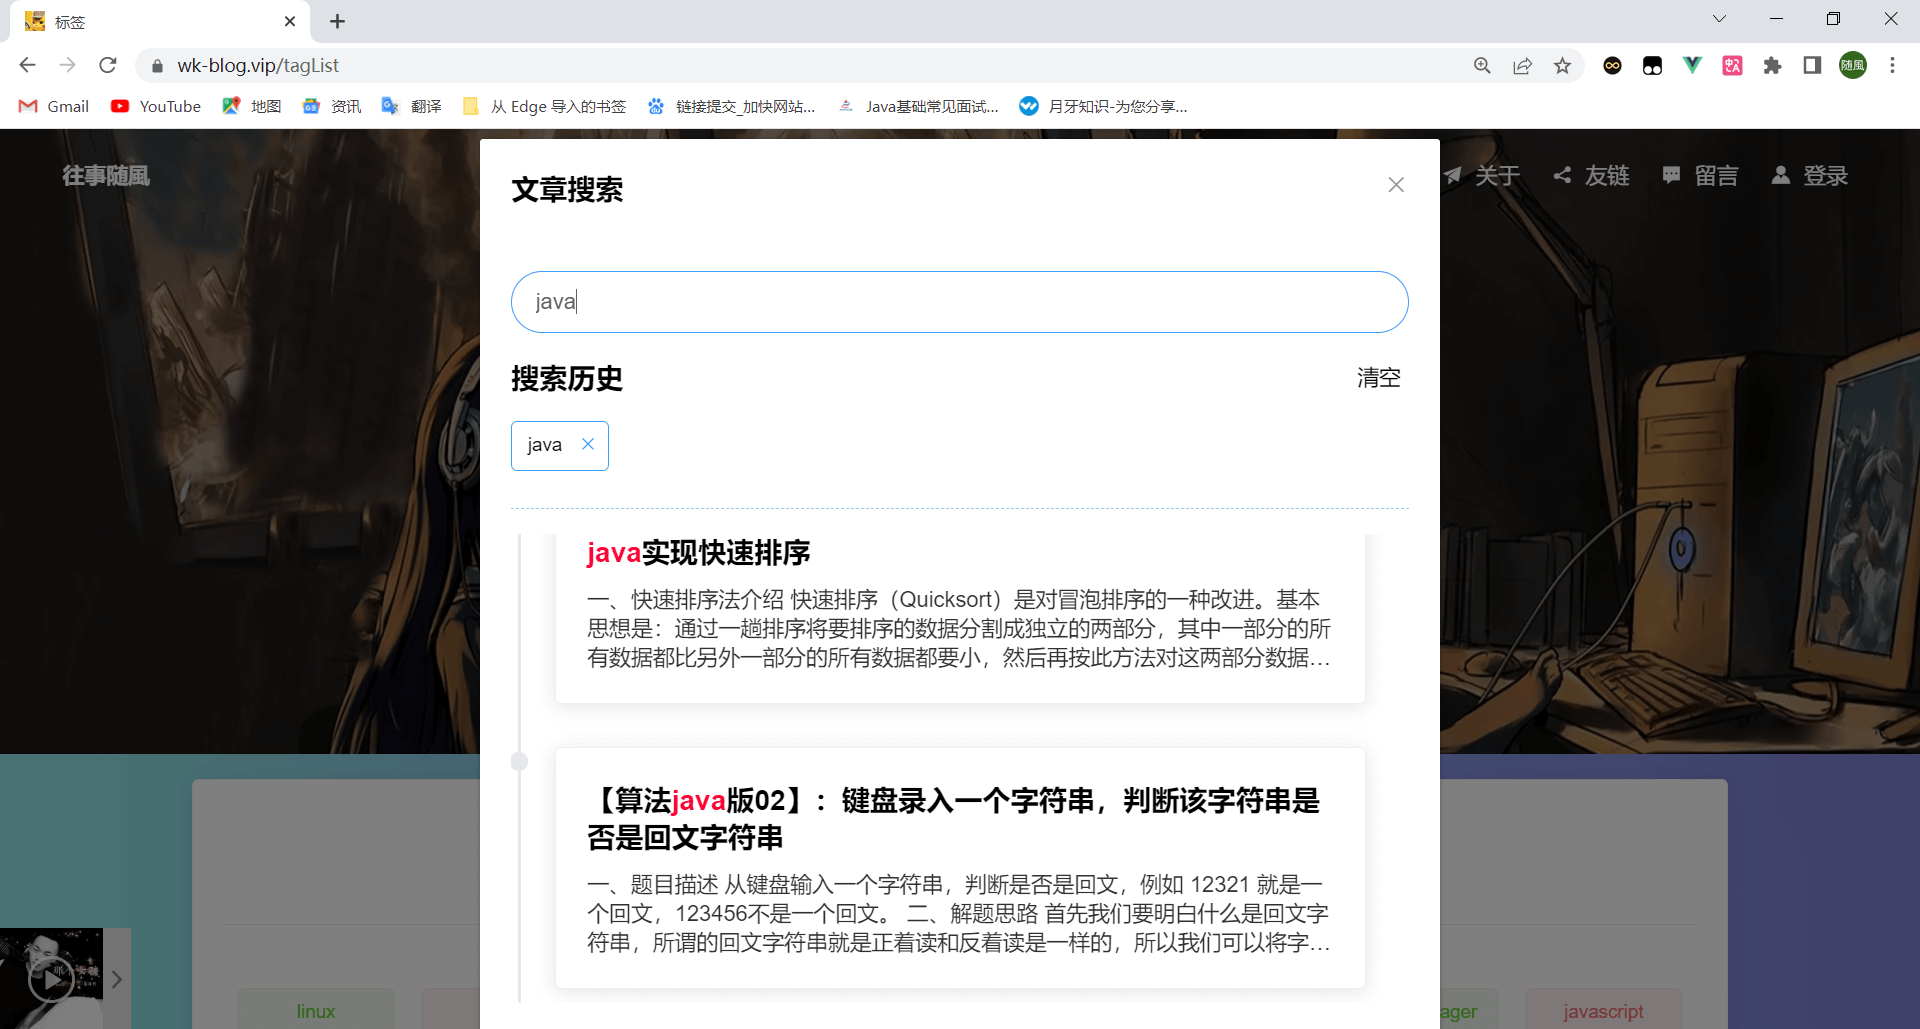 标签
wk-blog.vip/tagList
随風
Gmail
YouTube
地图
资讯
翻译
从 Edge 导入的书签
链接提交_加快网站...
Java基础常见面试...
月牙知识-为您分享...
往事随風
关于
友链
留言
登录
文章搜索
java
搜索历史
清空
java
java实现快速排序
一、快速排序法介绍 快速排序（Quicksort）是对冒泡排序的一种改进。基本
思想是：通过一趟排序将要排序的数据分割成独立的两部分，其中一部分的所
有数据都比另外一部分的所有数据都要小，然后再按此方法对这两部分数据...
【算法java版02】：键盘录入一个字符串，判断该字符串是
否是回文字符串
一、题目描述 从键盘输入一个字符串，判断是否是回文，例如 12321 就是一
个回文，123456不是一个回文。 二、解题思路 首先我们要明白什么是回文字
符串，所谓的回文字符串就是正着读和反着读是一样的，所以我们可以将字...
linux
ager
javascript